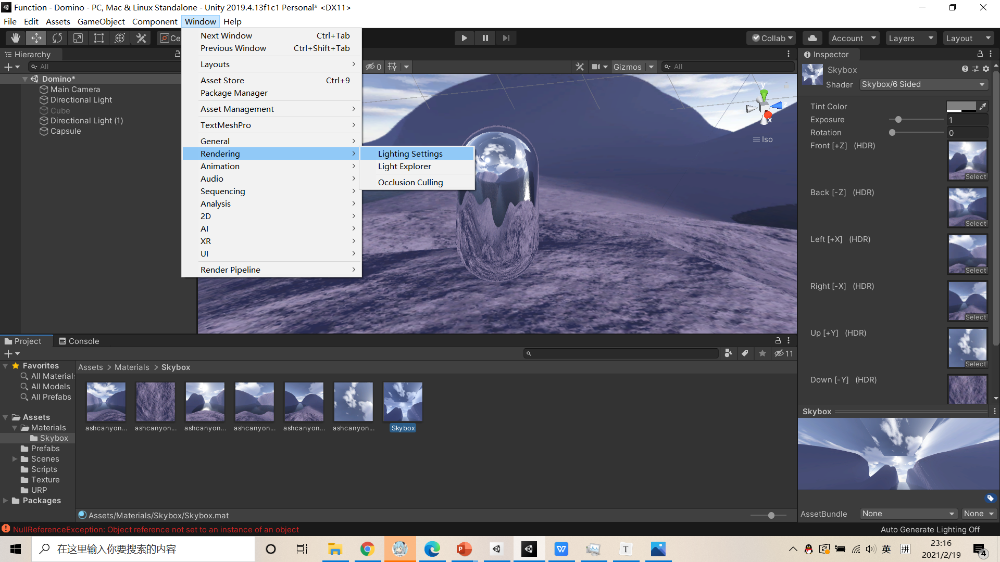 Function - Domino - PC, Mac & Linux Standalone - Unity 2019.4.13f1c1 Personal* <DX11>
File Edit Assets GameObject Component Window Help
Ce
Collab
Account
Layers
Layout
Next Window Ctrl+Tab
Previous Window Ctrl+Shift+Tab
Layouts
Asset Store Ctrl+9
Package Manager
Asset Management
TextMeshPro
General
Rendering
Animation
Audio
Sequencing
Analysis
2D
AI
XR
UI
Render Pipeline
Lighting Settings
Light Explorer
Occlusion Culling
Hierarchy
All
Domino*
Main Camera
Directional Light
Cube
Directional Light (1)
Capsule
0
Gizmos
All
y
x
Iso
Inspector
Skybox
Shader Skybox/6 Sided
Tint Color
Exposure 1
Rotation 0
Front [+Z] (HDR)
Select
Back [-Z] (HDR)
Select
Left [+X] (HDR)
Select
Right [-X] (HDR)
Select
Up [+Y] (HDR)
Select
Down [-Y] (HDR)
Skybox
AssetBundle None None
Project Console
11
Favorites
All Materials
All Models
All Prefabs
Assets
Materials
Skybox
Prefabs
Scenes
Scripts
Texture
URP
Packages
Assets > Materials > Skybox
ashcanyon... ashcanyon... ashcanyon... ashcanyon... ashcanyon... ashcanyon... Skybox
Assets/Materials/Skybox/Skybox.mat
NullReferenceException: Object reference not set to an instance of an object
Auto Generate Lighting Off
在这里输入你要搜索的内容
英
拼
23:16
2021/2/19
4